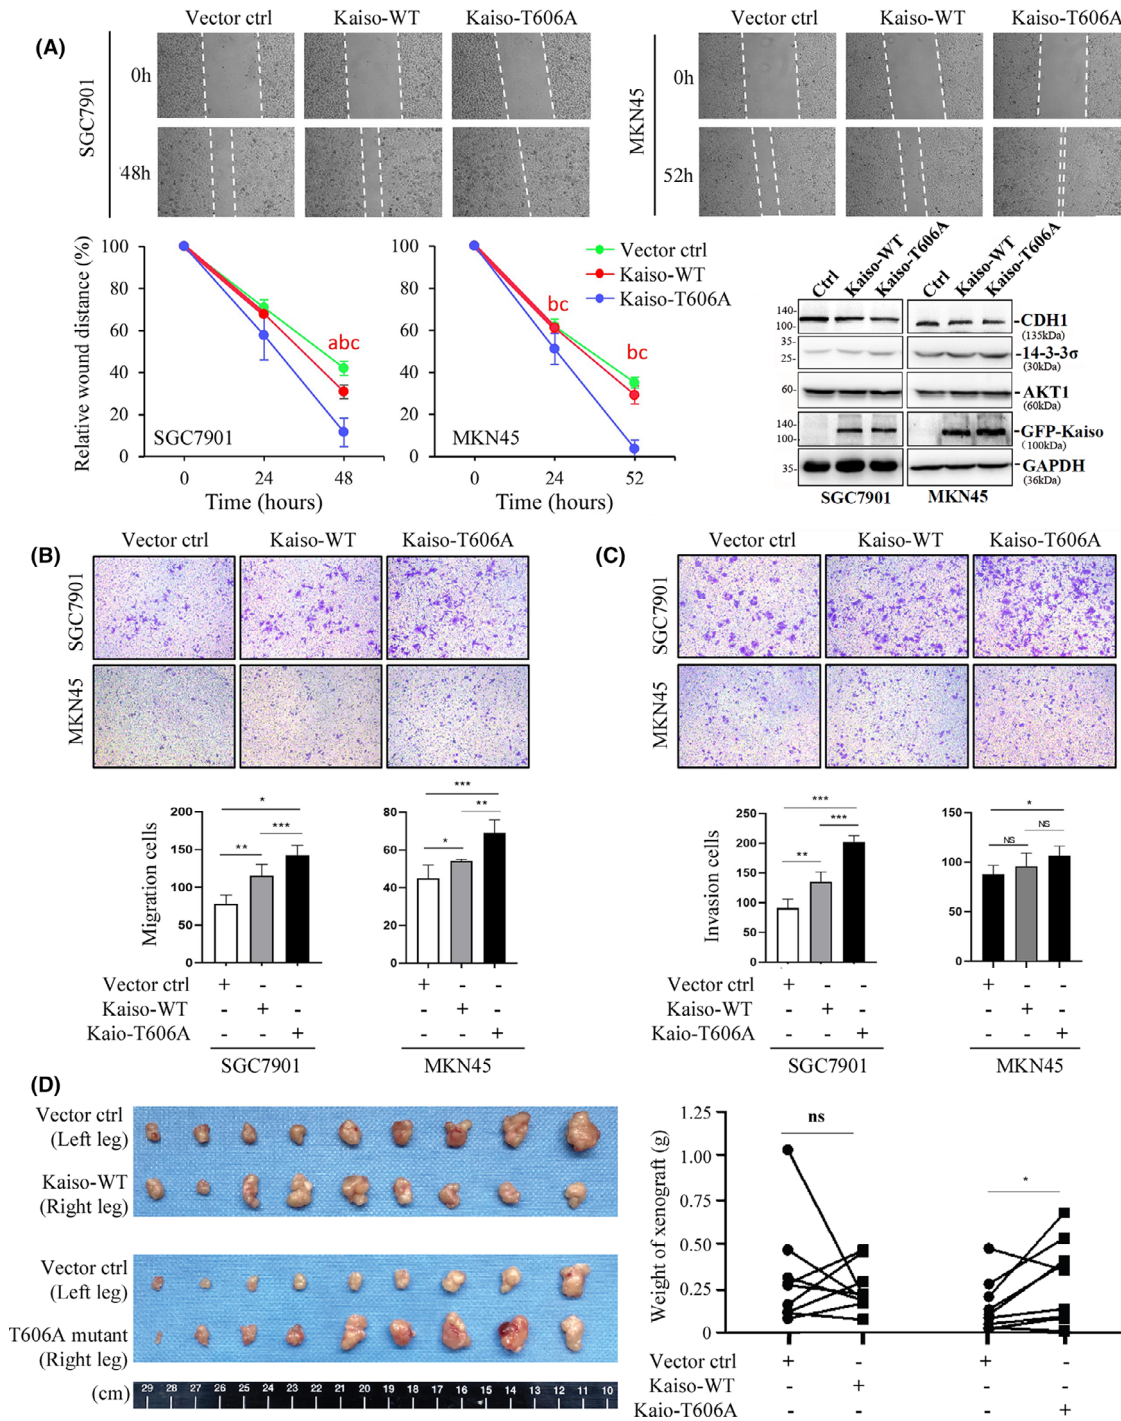 (A)
Vector ctrl Kaiso-WT Kaiso-T606A
SGC7901
0h
48h
Vector ctrl Kaiso-WT Kaiso-T606A
MKN45
0h
52h
Relative wound distance (%)
100
80
60
40
20
0
abc
SGC7901
0 24 48
Time (hours)
100
80
60
40
20
0
bc
bc
MKN45
0 24 52
Time (hours)
Vector ctrl
Kaiso-WT
Kaiso-T606A
Ctrl Kaiso-WT Kaiso-T606A Ctrl Kaiso-WT Kaiso-T606A
140-
100-
-CDH1
(135kDa)
35-
25-
-14-3-3σ
(30kDa)
60-
-AKT1
(60kDa)
140-
100-
-GFP-Kaiso
(100kDa)
35-
-GAPDH
(36kDa)
SGC7901 MKN45
(B)
Vector ctrl Kaiso-WT Kaiso-T606A
SGC7901
MKN45
Migration cells
200
150
100
50
0
*
***
**
80
60
40
20
0
***
**
*
Vector ctrl + - - + - -
Kaiso-WT - + - - + -
Kaio-T606A - - + - - +
SGC7901 MKN45
(C)
Vector ctrl Kaiso-WT Kaiso-T606A
SGC7901
MKN45
Invasion cells
250
200
150
100
50
0
***
***
**
150
100
50
0
*
NS
NS
Vector ctrl + - - + - -
Kaiso-WT - + - - + -
Kaio-T606A - - + - - +
SGC7901 MKN45
(D)
Vector ctrl
(Left leg)
Kaiso-WT
(Right leg)
Vector ctrl
(Left leg)
T606A mutant
(Right leg)
(cm) 29 28 27 26 25 24 23 22 21 20 19 18 17 16 15 14 13 12 11 10
Weight of xenograft (g)
1.25
1.00
0.75
0.50
0.25
0
ns
*
Vector ctrl + - + -
Kaiso-WT - + - -
Kaio-T606A - - - +